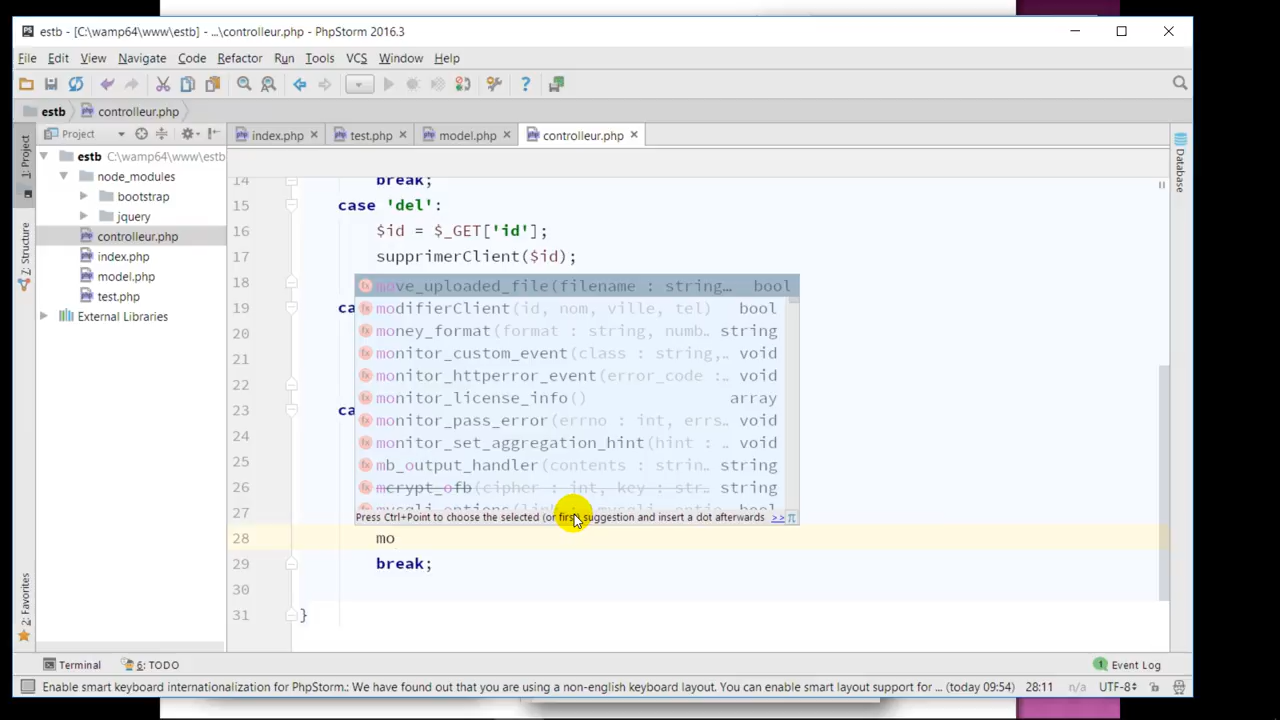 estb - [C:\wamp64\www\estb] - ...\controlleur.php - PhpStorm 2016.3
File Edit View Navigate Code Refactor Run Tools VCS Window Help
estb controlleur.php
Project
index.php test.php model.php controlleur.php
1: Project
Z: Structure
2: Favorites
Database
estb C:\wamp64\www\estb
node_modules
bootstrap
jquery
controlleur.php
index.php
model.php
test.php
External Libraries
14 break;
15 case 'del':
16 $id = $_GET['id'];
17 supprimerClient($id);
18
19 ca
20
21
22
23 ca
24
25
26
27
28 mo
29 break;
30
31 }
move_uploaded_file(filename : string… bool
modifierClient(id, nom, ville, tel) bool
money_format(format : string, numb… string
monitor_custom_event(class : string,… void
monitor_httperror_event(error_code :… void
monitor_license_info() array
monitor_pass_error(errno : int, errs… void
monitor_set_aggregation_hint(hint : … void
mb_output_handler(contents : strin… string
mcrypt_ofb(cipher : int, key : str… string
Press Ctrl+Point to choose the selected (or first) suggestion and insert a dot afterwards >> π
Terminal 6: TODO 1 Event Log
Enable smart keyboard internationalization for PhpStorm.: We have found out that you are using a non-english keyboard layout. You can enable smart layout support for ... (today 09:54) 28:11 n/a UTF-8